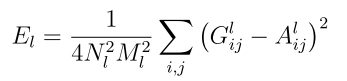 $E_l = \frac{1}{4N_l^2 M_l^2} \sum_{i,j} \left( G_{ij}^l - A_{ij}^l \right)^2$